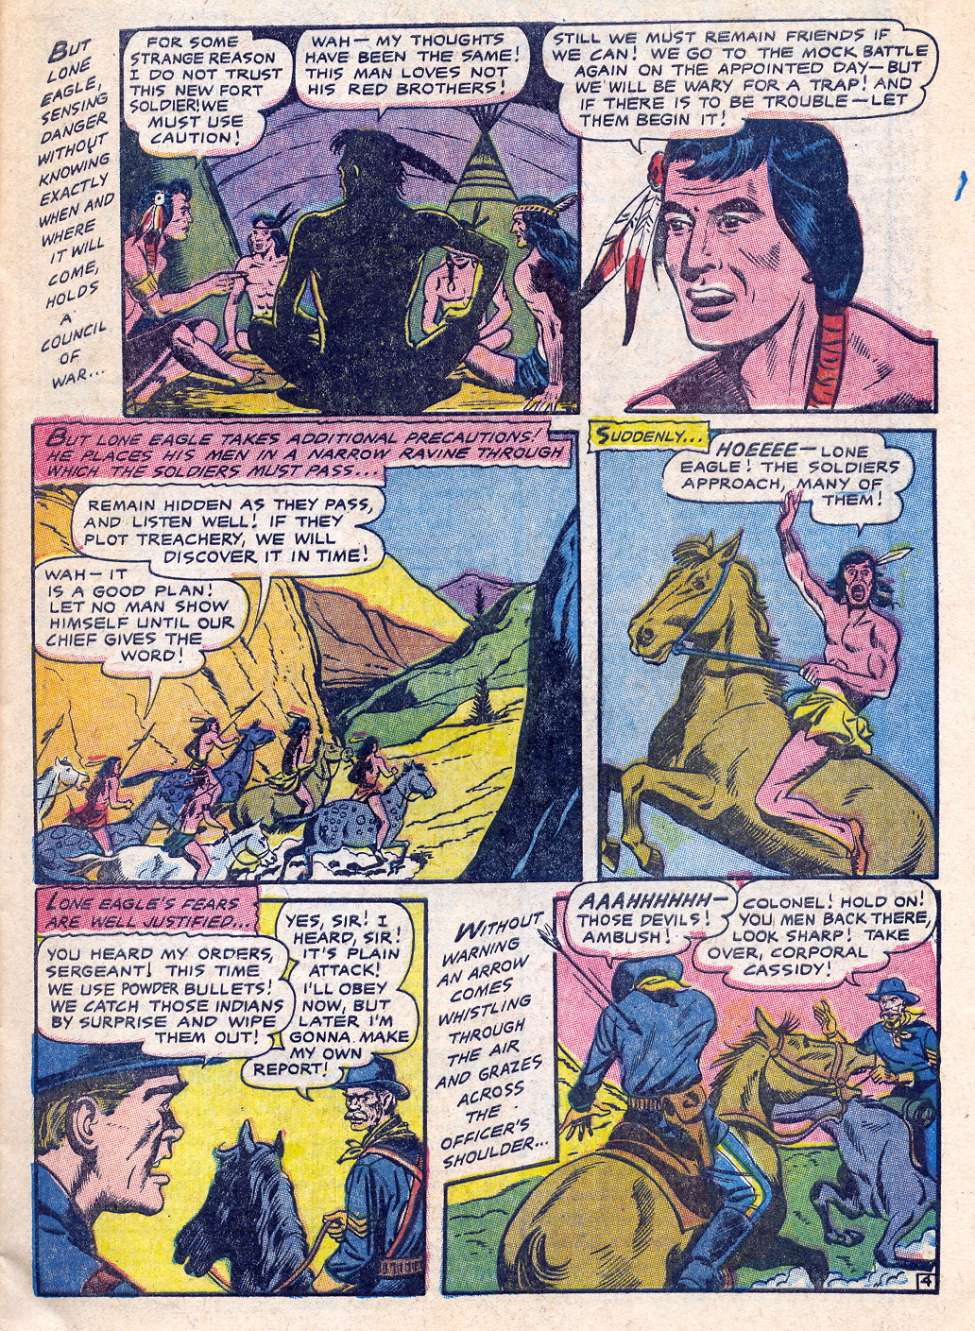 BUT
LONE
EAGLE,
SENSING
DANGER
WITHOUT
KNOWING
EXACTLY
WHEN AND
WHERE
IT WILL
COME,
HOLDS
A
COUNCIL
OF
WAR...
FOR SOME
STRANGE REASON
I DO NOT TRUST
THIS NEW FORT
SOLDIER! WE
MUST USE
CAUTION!
WAH—MY THOUGHTS
HAVE BEEN THE SAME!
THIS MAN LOVES NOT
HIS RED BROTHERS!
STILL WE MUST REMAIN FRIENDS IF
WE CAN! WE GO TO THE MOCK BATTLE
AGAIN ON THE APPOINTED DAY—BUT
WE WILL BE WARY FOR A TRAP! AND
IF THERE IS TO BE TROUBLE—LET
THEM BEGIN IT!
BUT LONE EAGLE TAKES ADDITIONAL PRECAUTIONS!
HE PLACES HIS MEN IN A NARROW RAVINE THROUGH
WHICH THE SOLDIERS MUST PASS...
REMAIN HIDDEN AS THEY PASS,
AND LISTEN WELL! IF THEY
PLOT TREACHERY, WE WILL
DISCOVER IT IN TIME!
WAH—IT
IS A GOOD PLAN!
LET NO MAN SHOW
HIMSELF UNTIL OUR
CHIEF GIVES THE
WORD!
SUDDENLY...
HOEEEE—LONE
EAGLE! THE SOLDIERS
APPROACH, MANY OF
THEM!
LONE EAGLE'S FEARS
ARE WELL JUSTIFIED...
YOU HEARD MY ORDERS,
SERGEANT! THIS TIME
WE USE POWDER BULLETS!
WE CATCH THOSE INDIANS
BY SURPRISE AND WIPE
THEM OUT!
YES, SIR! I
HEARD, SIR!
IT'S PLAIN
ATTACK!
I'LL OBEY
NOW, BUT
LATER I'M
GONNA MAKE
MY OWN
REPORT!
WITHOUT
WARNING
AN ARROW
COMES
WHISTLING
THROUGH
THE AIR
AND GRAZES
ACROSS
THE
OFFICER'S
SHOULDER...
AAAHHHHHH—
THOSE DEVILS!
AMBUSH!
COLONEL! HOLD ON!
YOU MEN BACK THERE,
LOOK SHARP! TAKE
OVER, CORPORAL
CASSIDY!
4